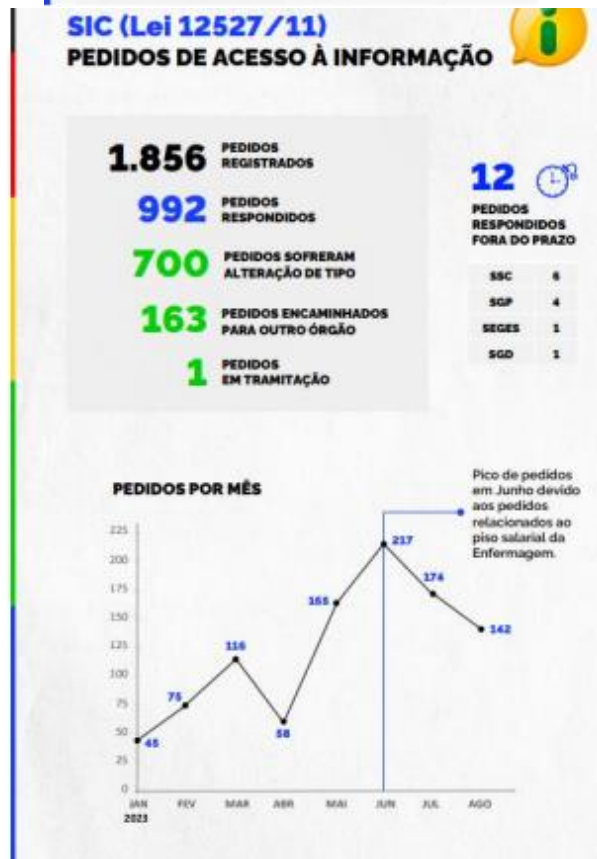 SIC (Lei 12527/11)
PEDIDOS DE ACESSO À INFORMAÇÃO
i
1.856 PEDIDOS
REGISTRADOS
992 PEDIDOS
RESPONDIDOS
700 PEDIDOS SOFRERAM
ALTERAÇÃO DE TIPO
163 PEDIDOS ENCAMINHADOS
PARA OUTRO ÓRGÃO
1 PEDIDOS
EM TRAMITAÇÃO
12
PEDIDOS
RESPONDIDOS
FORA DO PRAZO
SSC 6
SGP 4
SEGES 1
SGD 1
PEDIDOS POR MÊS
Pico de pedidos
em Junho devido
aos pedidos
relacionados ao
piso salarial da
Enfermagem.
225
200
175
150
125
100
75
50
25
0
45
75
116
58
165
217
174
142
JAN FEV MAR ABR MAI JUN JUL AGO
2023